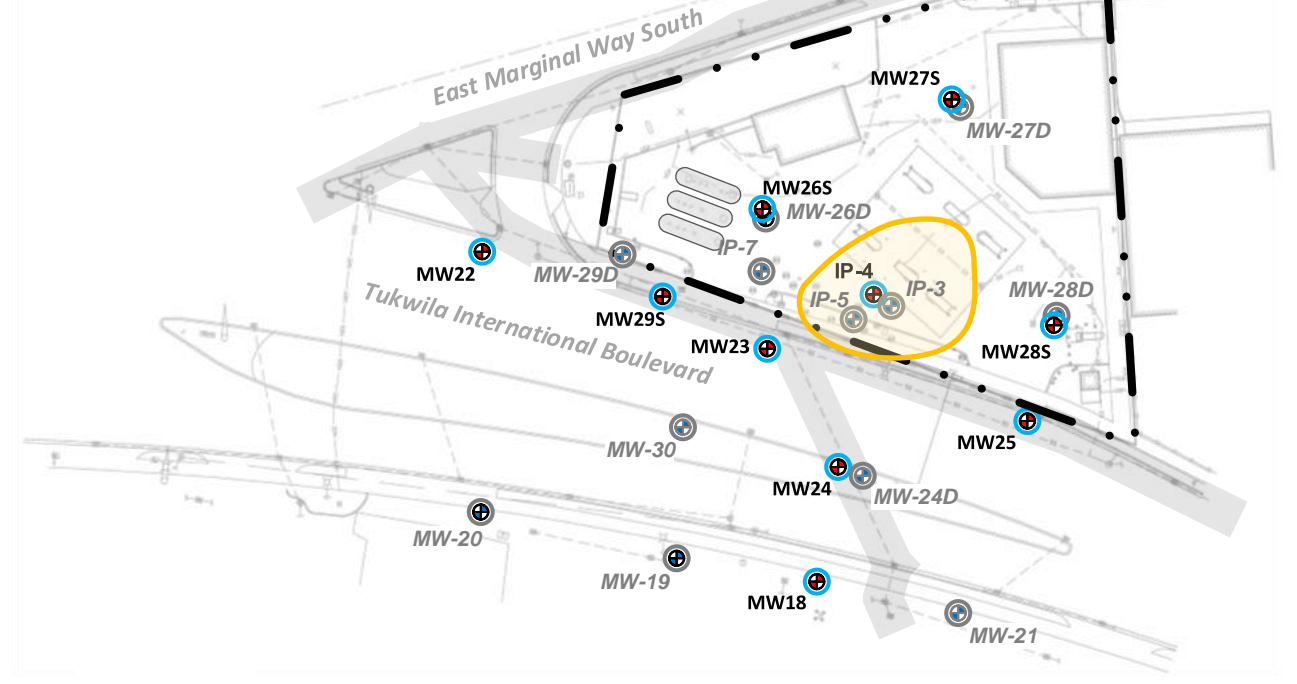 East Marginal Way South
MW27S
MW-27D
MW26S
MW-26D
IP-7
MW22
MW-29D
IP-4
IP-3
IP-5
MW-28D
MW29S
Tukwila International Boulevard
MW23
MW28S
MW-30
MW25
MW24
MW-24D
MW-20
MW-19
MW18
MW-21